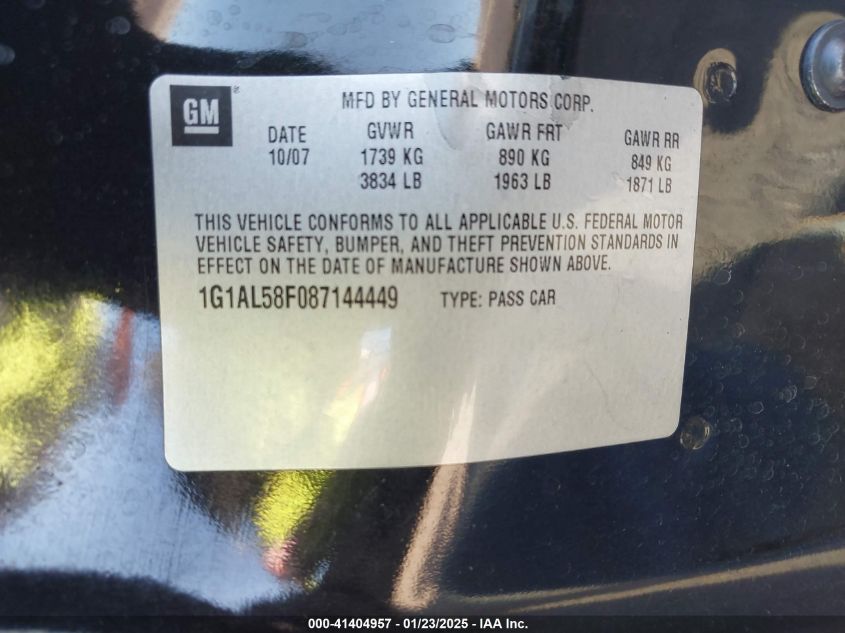 GM ®
MFD BY GENERAL MOTORS CORP.
DATE GVWR GAWR FRT GAWR RR
10/07 1739 KG 890 KG 849 KG
3834 LB 1963 LB 1871 LB
THIS VEHICLE CONFORMS TO ALL APPLICABLE U.S. FEDERAL MOTOR
VEHICLE SAFETY, BUMPER, AND THEFT PREVENTION STANDARDS IN
EFFECT ON THE DATE OF MANUFACTURE SHOWN ABOVE.
1G1AL58F087144449 TYPE: PASS CAR
000-41404957 - 01/23/2025 - IAA Inc.